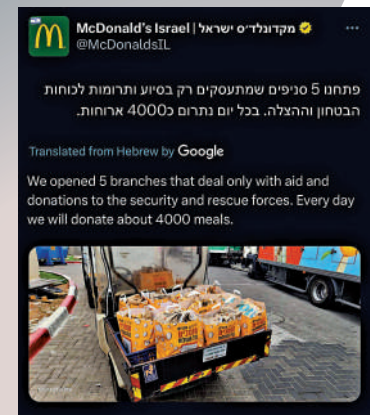 McDonald's Israel | מקדונלד׳ס ישראל
@McDonaldsIL
פתחנו 5 סניפים שמתעסקים רק בסיוע ותרומות לכוחות
הבטחון וההצלה. בכל יום נתרום כ4000 ארוחות.
Translated from Hebrew by Google
We opened 5 branches that deal only with aid and
donations to the security and rescue forces. Every day
we will donate about 4000 meals.